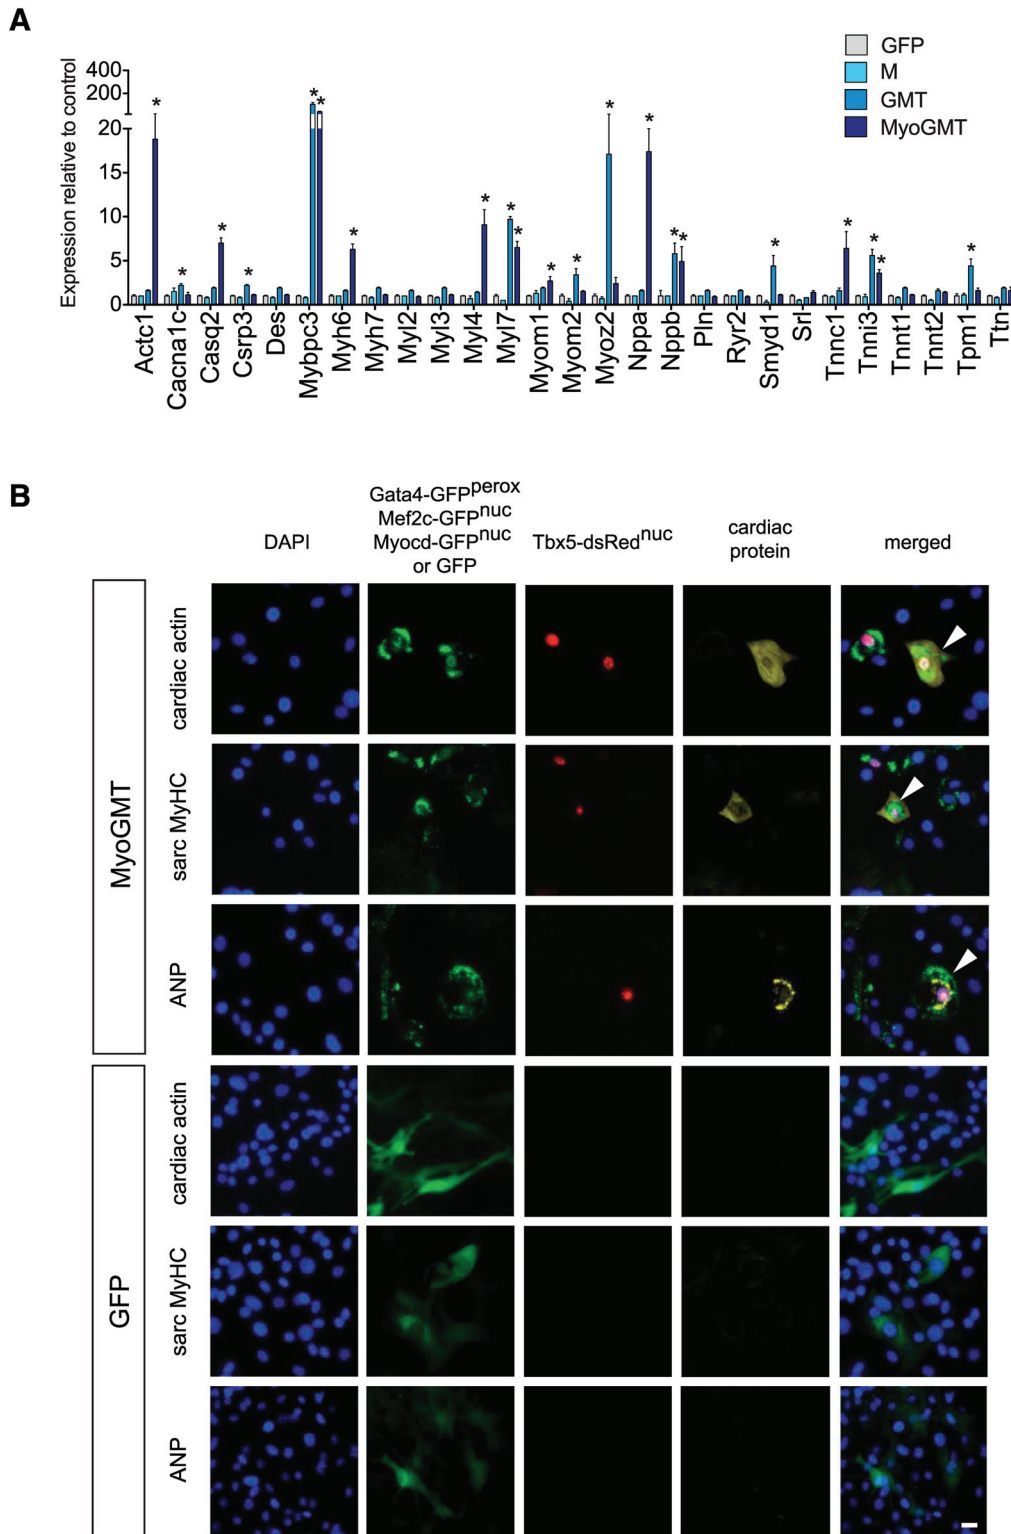 A
GFP
M
GMT
MyoGMT
Expression relative to control
400
200
20
15
10
5
0
* * * * * * * * * * * * * * * * * * * * *
Actc1
Cacna1c
Casq2
Csrp3
Des
Mybpc3
Myh6
Myh7
Myl2
Myl3
Myl4
Myl7
Myom1
Myom2
Myoz2
Nppa
Nppb
Pln
Ryr2
Smyd1
Srl
Tnnc1
Tnni3
Tnnt1
Tnnt2
Tpm1
Ttn
B
DAPI
Gata4-GFPperox
Mef2c-GFPnuc
Myocd-GFPnuc
or GFP
Tbx5-dsRednuc
cardiac
protein
merged
MyoGMT
cardiac actin
sarc MyHC
ANP
GFP
cardiac actin
sarc MyHC
ANP